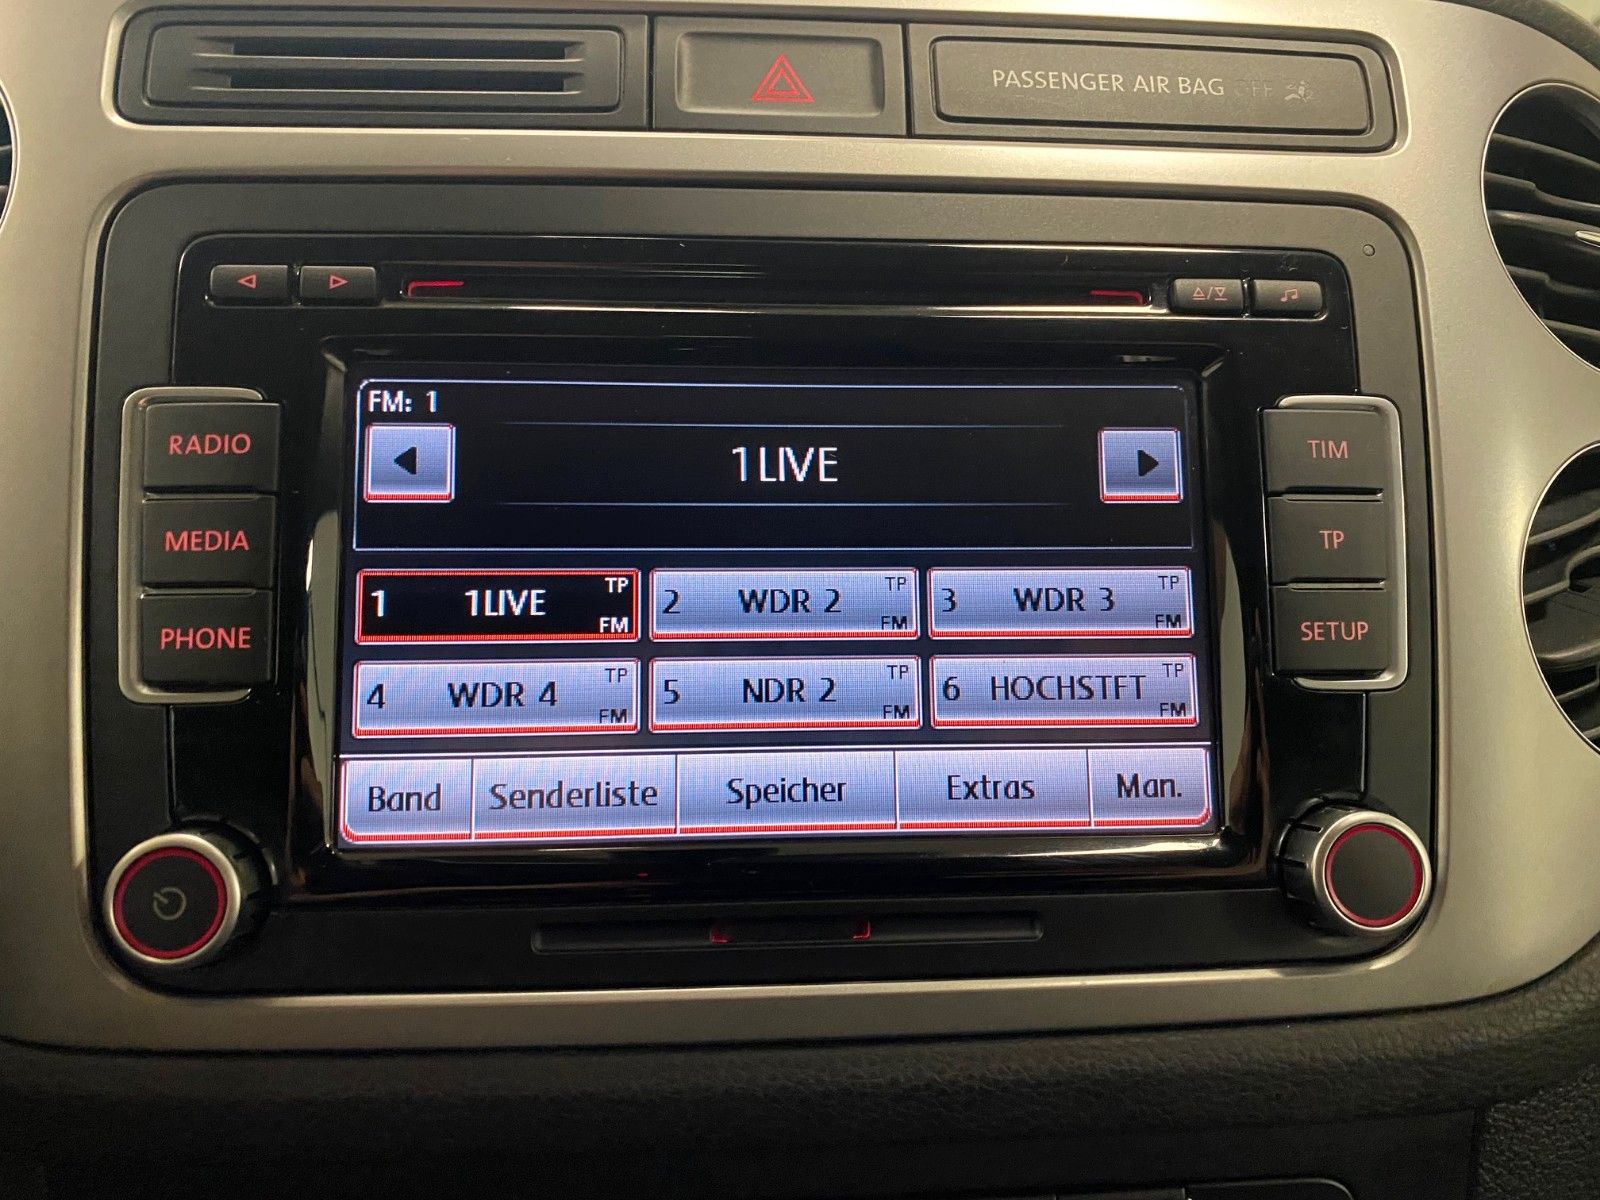 PASSENGER AIR BAG
RADIO
MEDIA
PHONE
TIM
TP
SETUP
FM: 1
1LIVE
1 1LIVE TP FM
2 WDR 2 TP FM
3 WDR 3 TP FM
4 WDR 4 TP FM
5 NDR 2 TP FM
6 HOCHSTFT TP FM
Band Senderliste Speicher Extras Man.